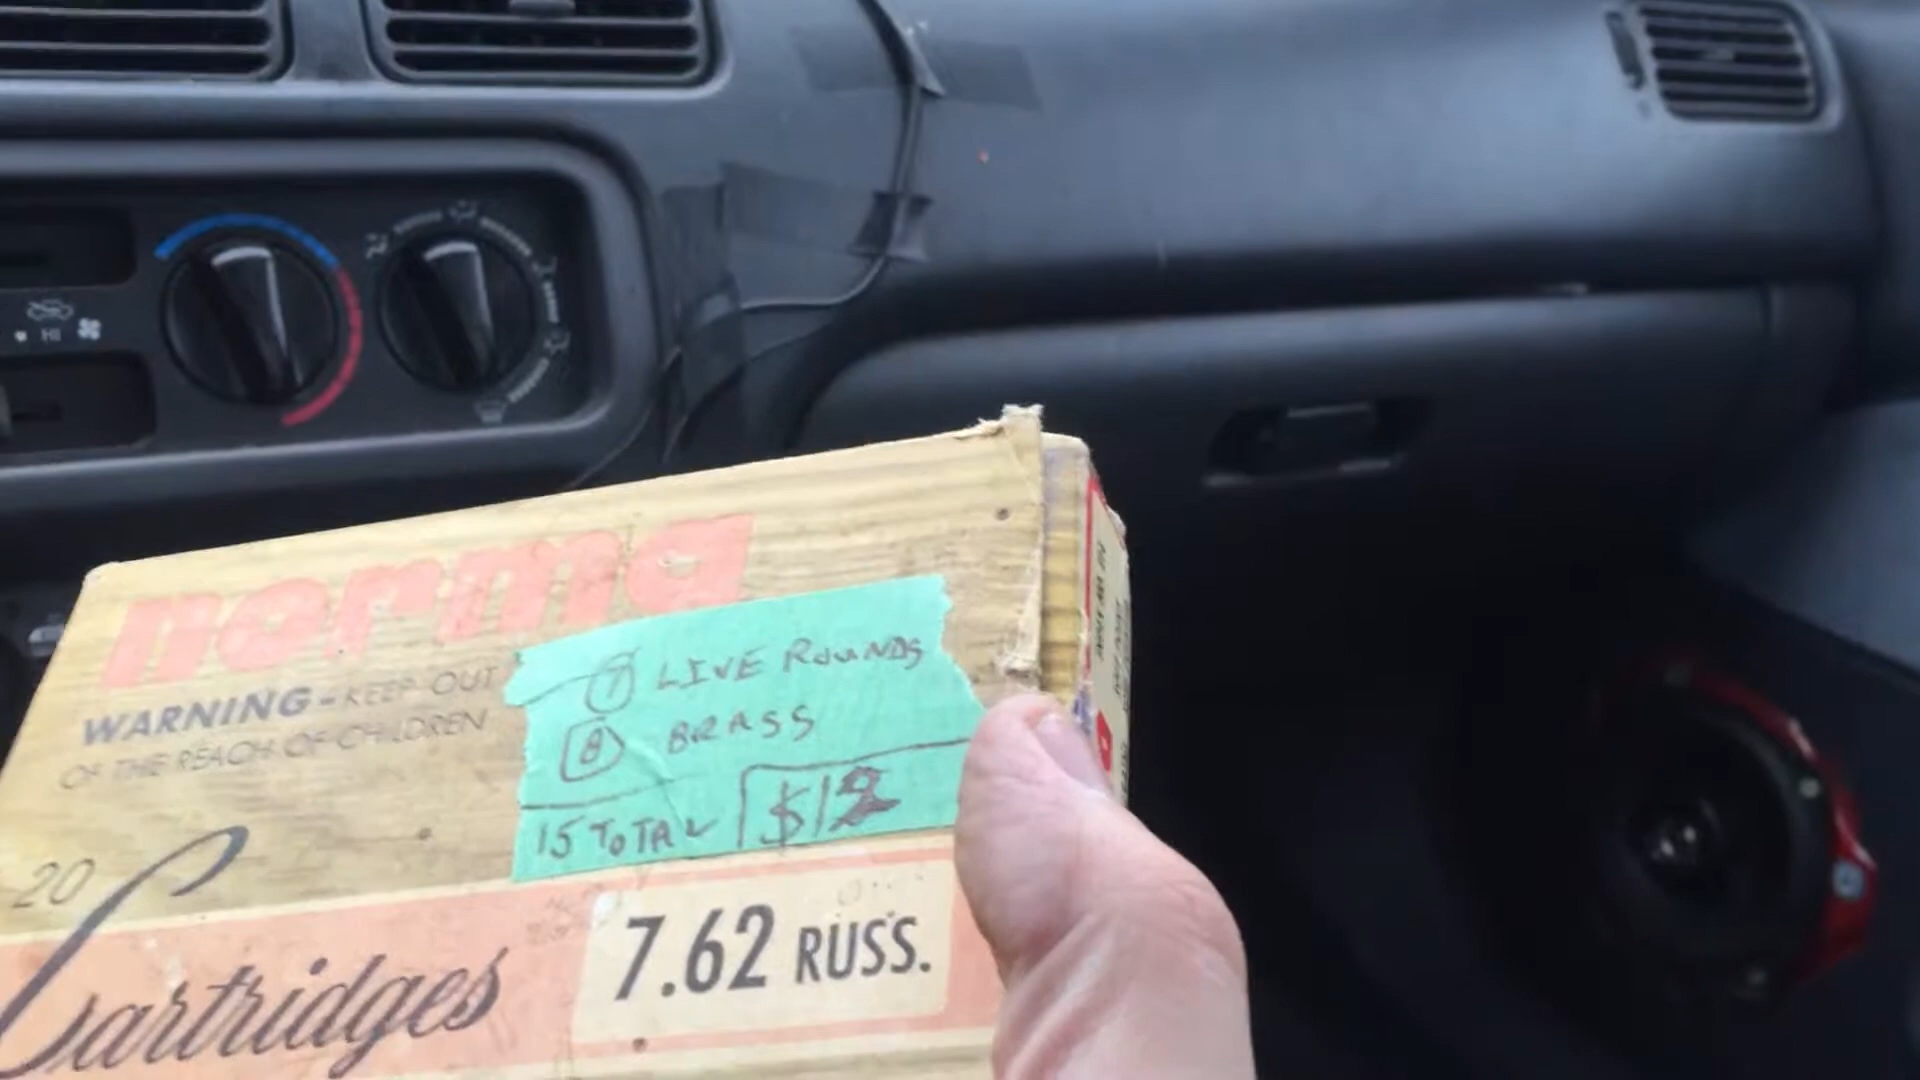 HI
norma
WARNING - KEEP OUT
OF THE REACH OF CHILDREN
7 LIVE ROUNDS
8 BRASS
15 TOTAL $12
20
Cartridges
7.62 RUSS.